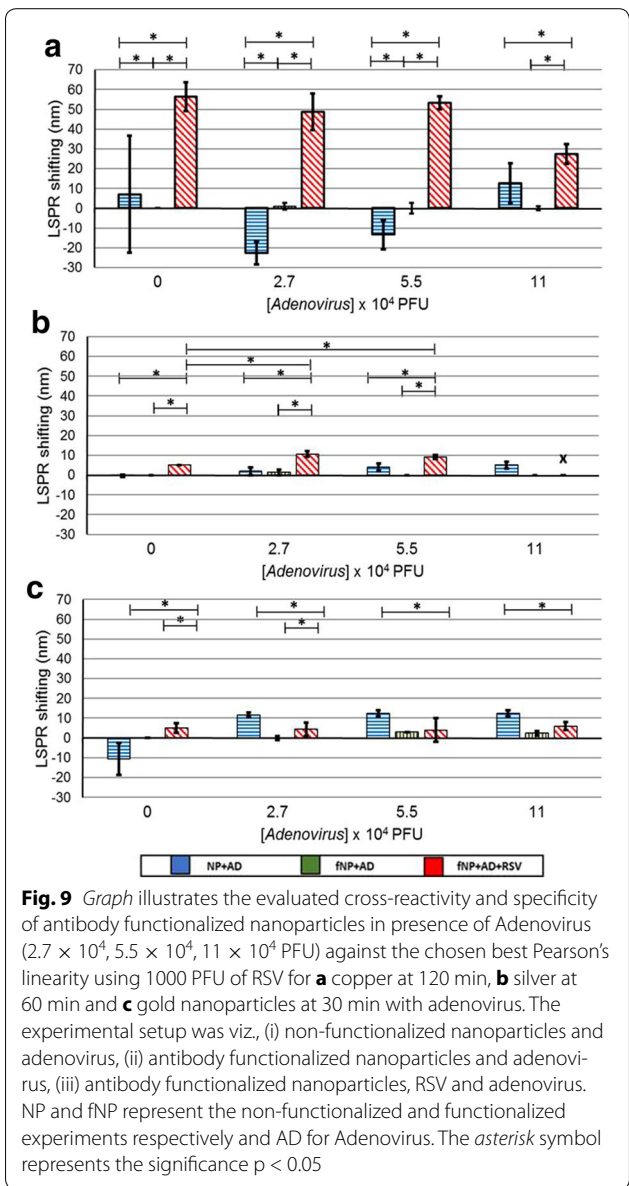 a
* * * *
* * * * * * *
70
60
50
40
30
20
10
0
-10
-20
-30
LSPR shifting (nm)
0 2.7 5.5 11
[Adenovirus] x 10⁴ PFU
b
*
*
* * *
*
* *
70
60
50
40
30
20
10
0
-10
-20
-30
LSPR shifting (nm)
x
0 2.7 5.5 11
[Adenovirus] x 10⁴ PFU
c
* * * *
* *
70
60
50
40
30
20
10
0
-10
-20
-30
LSPR shifting (nm)
0 2.7 5.5 11
[Adenovirus] x 10⁴ PFU
NP+AD fNP+AD fNP+AD+RSV
Fig. 9 Graph illustrates the evaluated cross-reactivity and specificity
of antibody functionalized nanoparticles in presence of Adenovirus
(2.7 × 10⁴, 5.5 × 10⁴, 11 × 10⁴ PFU) against the chosen best Pearson’s
linearity using 1000 PFU of RSV for a copper at 120 min, b silver at
60 min and c gold nanoparticles at 30 min with adenovirus. The
experimental setup was viz., (i) non-functionalized nanoparticles and
adenovirus, (ii) antibody functionalized nanoparticles and adenovi-
rus, (iii) antibody functionalized nanoparticles, RSV and adenovirus.
NP and fNP represent the non-functionalized and functionalized
experiments respectively and AD for Adenovirus. The asterisk symbol
represents the significance p < 0.05